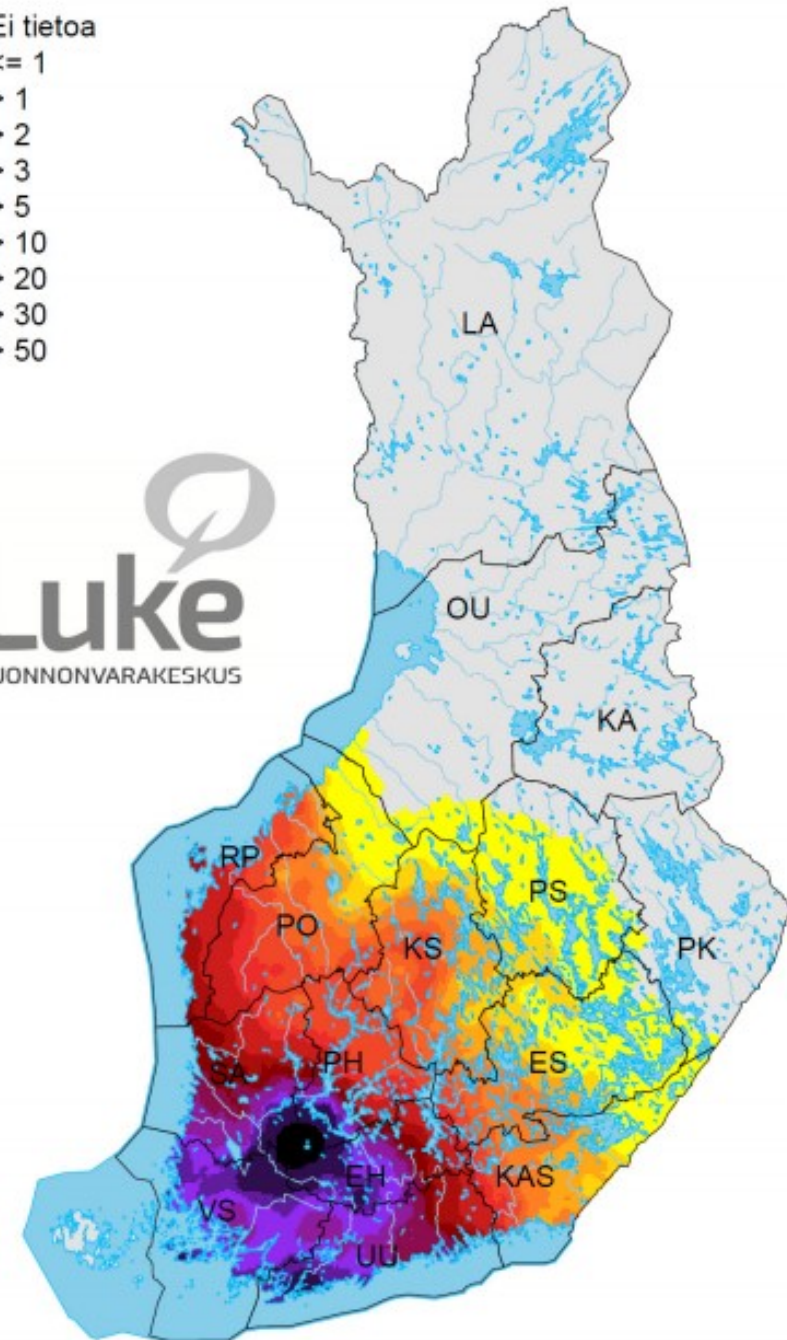 Ei tietoa
<= 1
> 1
> 2
> 3
> 5
> 10
> 20
> 30
> 50
LA
Luke
LUONNONVARAKESKUS
OU
KA
RP
PS
PO
KS
PK
PH
SA
ES
EH
KAS
VS
UU